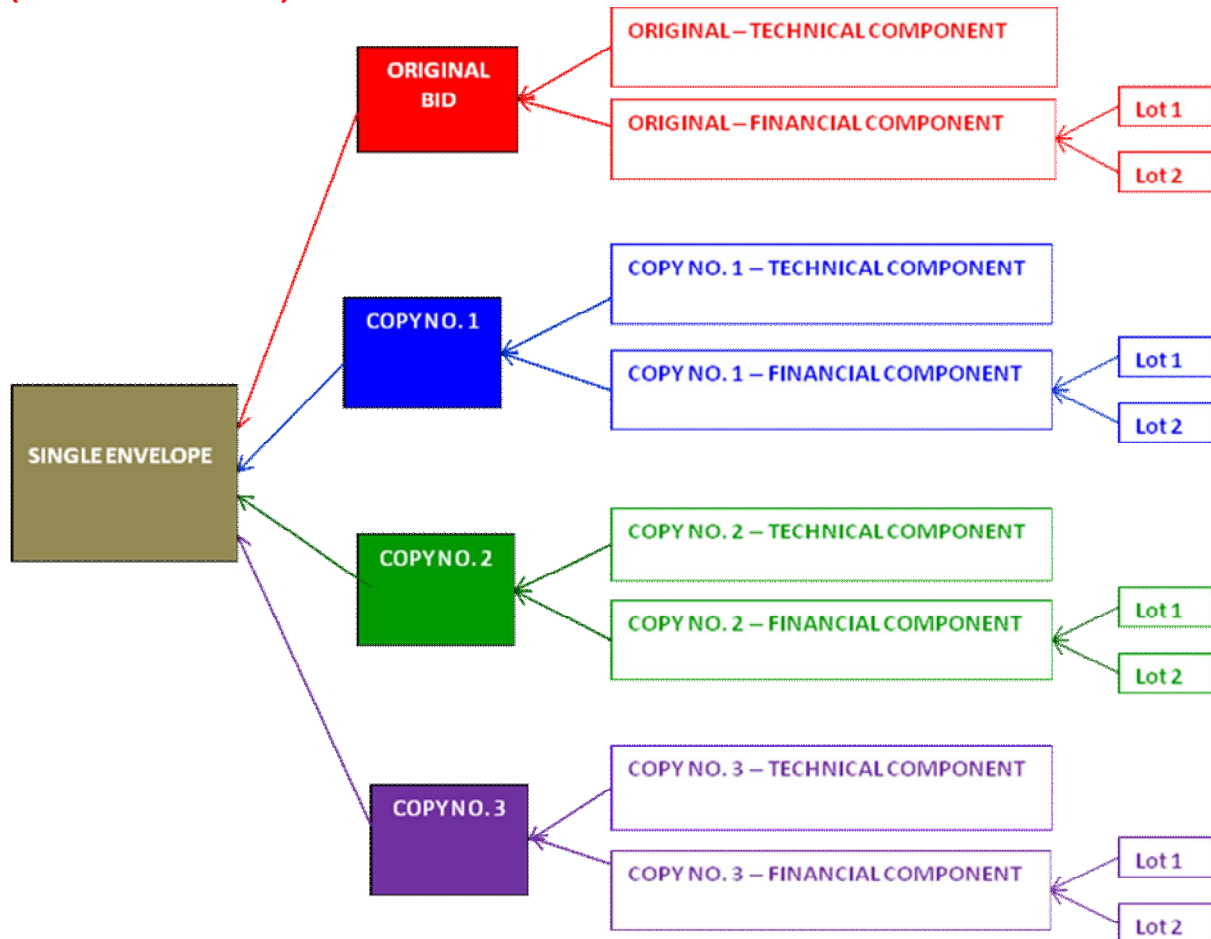 ORIGINAL – TECHNICAL COMPONENT
ORIGINAL
BID
ORIGINAL – FINANCIAL COMPONENT
Lot 1
Lot 2
COPY NO. 1 – TECHNICAL COMPONENT
COPY NO. 1
COPY NO. 1 – FINANCIAL COMPONENT
Lot 1
Lot 2
SINGLE ENVELOPE
COPY NO. 2 – TECHNICAL COMPONENT
COPY NO. 2
COPY NO. 2 – FINANCIAL COMPONENT
Lot 1
Lot 2
COPY NO. 3 – TECHNICAL COMPONENT
COPY NO. 3
COPY NO. 3 – FINANCIAL COMPONENT
Lot 1
Lot 2